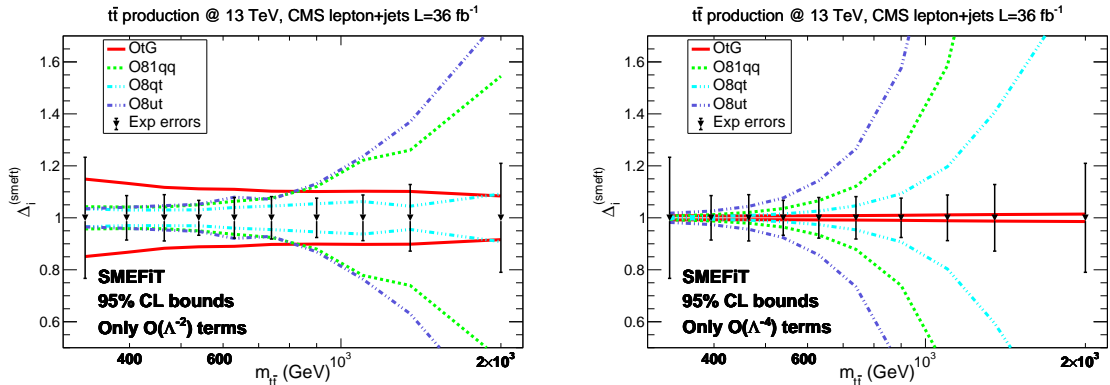 tt̄ production @ 13 TeV, CMS lepton+jets L=36 fb⁻¹
OtG
O81qq
O8qt
O8ut
Exp errors
1.6
1.4
1.2
1
0.8
0.6
Δᵢ⁽ˢᵐᵉᶠᵗ⁾
SMEFiT
95% CL bounds
Only O(Λ⁻²) terms
400 600 10³ 2×10³
m_tt̄ (GeV)
tt̄ production @ 13 TeV, CMS lepton+jets L=36 fb⁻¹
OtG
O81qq
O8qt
O8ut
Exp errors
1.6
1.4
1.2
1
0.8
0.6
Δᵢ⁽ˢᵐᵉᶠᵗ⁾
SMEFiT
95% CL bounds
Only O(Λ⁻⁴) terms
400 600 10³ 2×10³
m_tt̄ (GeV)